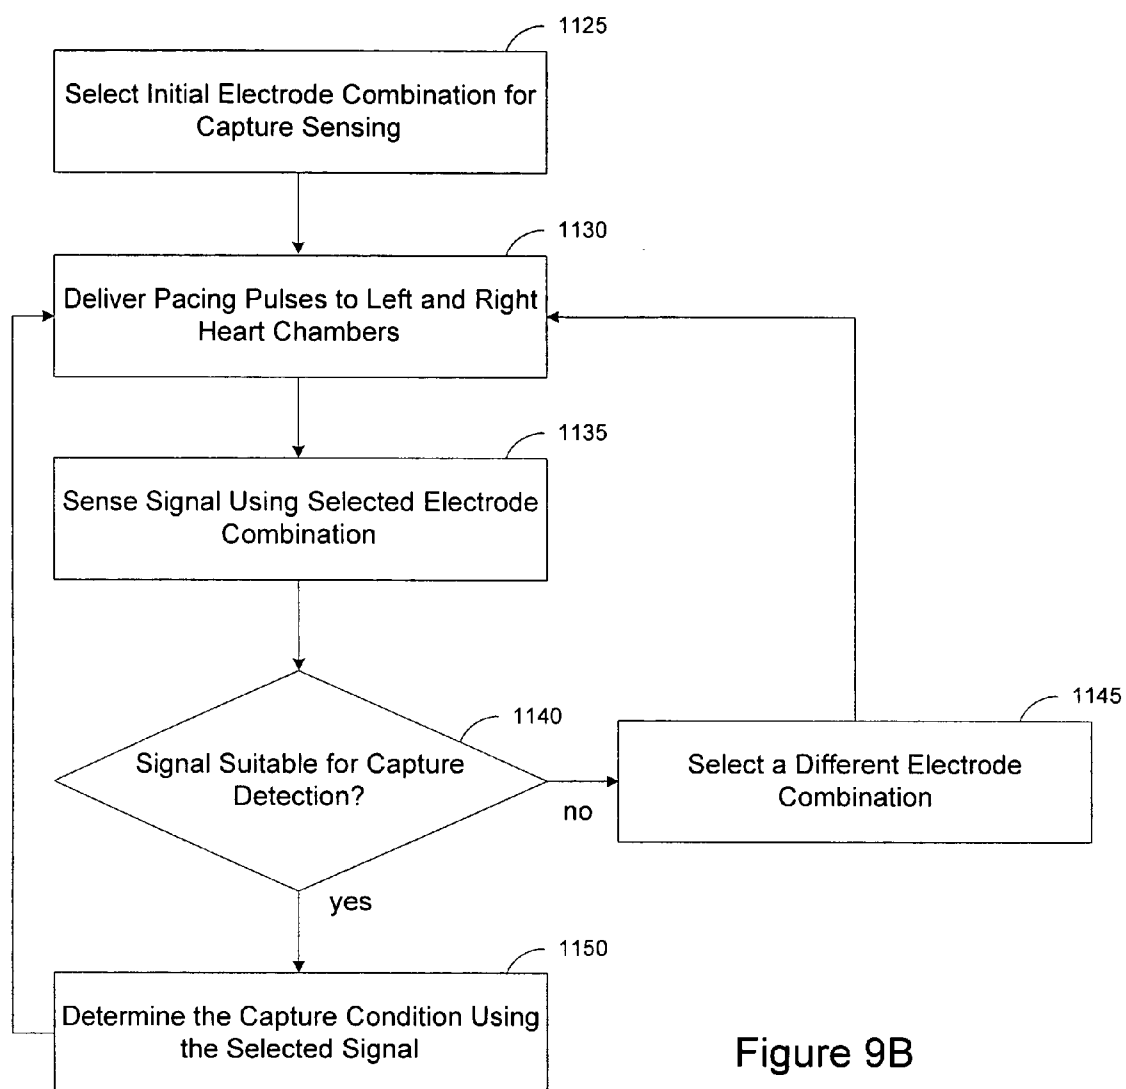 1125
Select Initial Electrode Combination for
Capture Sensing
1130
Deliver Pacing Pulses to Left and Right
Heart Chambers
1135
Sense Signal Using Selected Electrode
Combination
1140
Signal Suitable for Capture
Detection?
no
1145
Select a Different Electrode
Combination
yes
1150
Determine the Capture Condition Using
the Selected Signal
Figure 9B